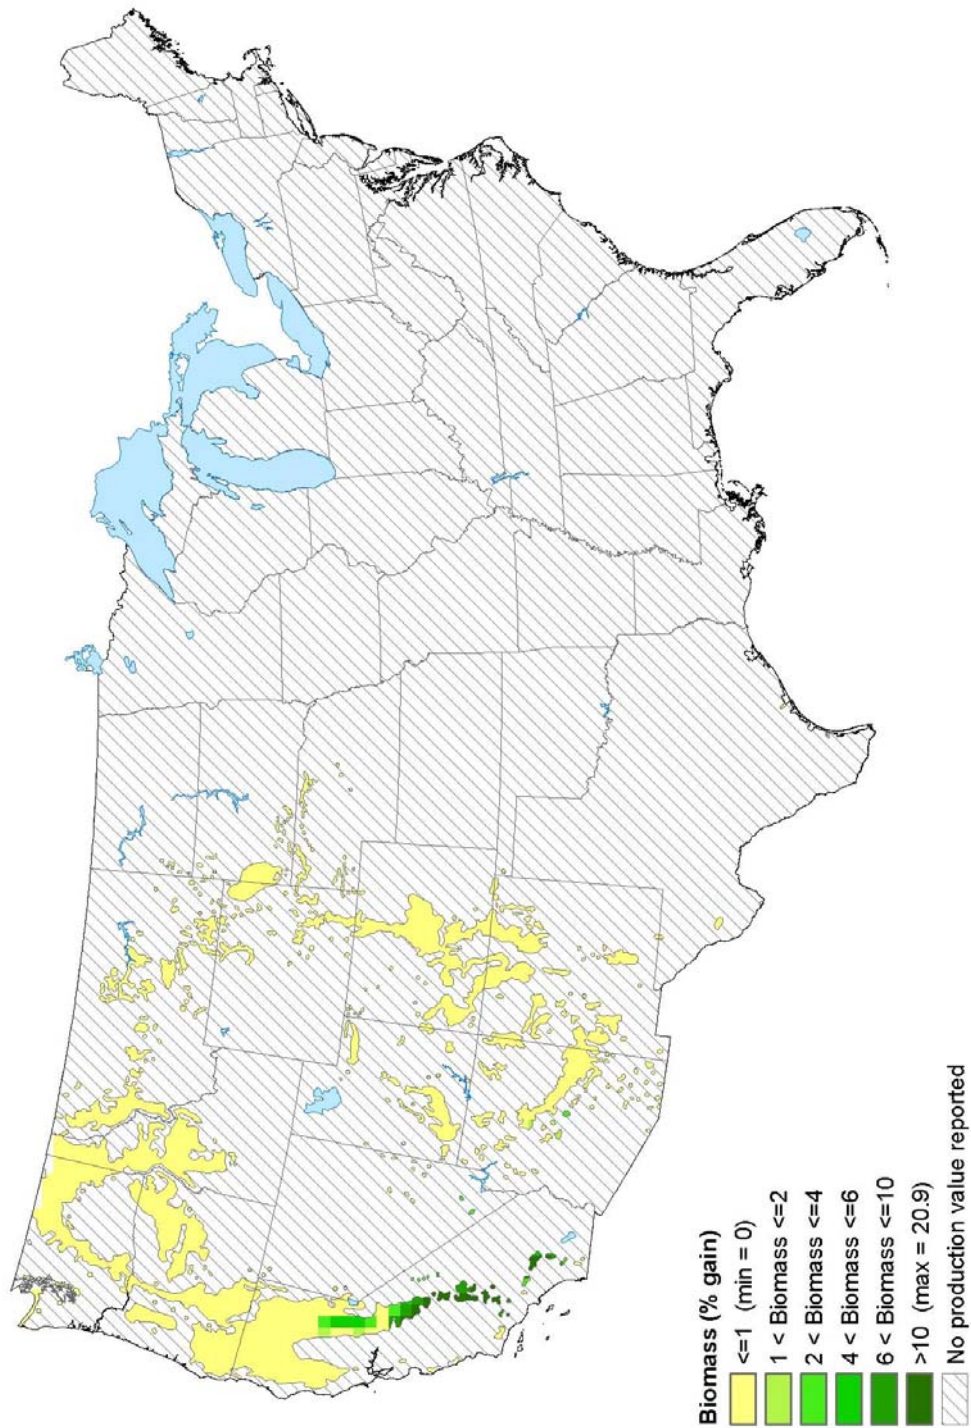 Biomass (% gain)
<=1 (min = 0)
1 < Biomass <=2
2 < Biomass <=4
4 < Biomass <=6
6 < Biomass <=10
>10 (max = 20.9)
No production value reported